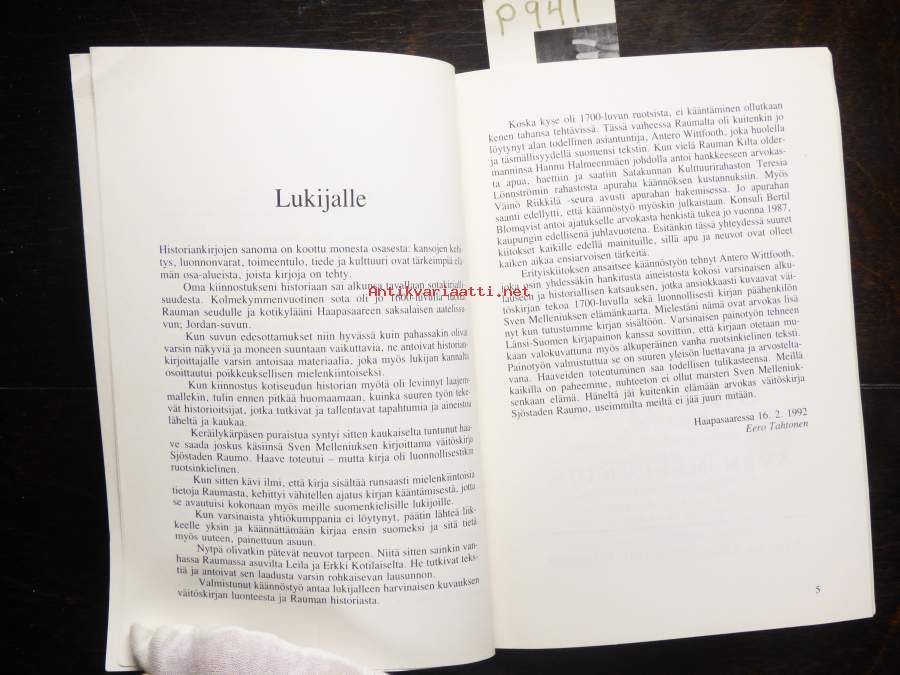 p 941
Lukijalle
Historiankirjojen sanoma on koottu monesta osasesta: kansojen kehi-
tys, luonnonvarat, toimeentulo, tiede ja kulttuuri ovat tärkeimpiä elä-
män osa-alueista, joista kirjoja on tehty.
Oma kiinnostukseni historiaan sai alkunsa tavallaan sotakirjalli-
suudesta. Kolmekymmenvuotinen sota oli jo 1600-luvulla tuonut
Rauman seudulle ja kotikylääni Haapasaareen saksalaisen aatelissu-
vun; Jordan-suvun.
Kun suvun edesottamukset niin hyvässä kuin pahassakin olivat
varsin näkyviä ja moneen suuntaan vaikuttavia, ne antoivat historian-
kirjoittajalle varsin antoisaa materiaalia, joka myös lukijan kannalta
osoittautui poikkeuksellisen mielenkiintoiseksi.
Kun kiinnostus kotiseudun historian myötä oli levinnyt laajem-
mallekin, tulin ennen pitkää huomaamaan, kuinka suuren työn teke-
vät historioitsijat, jotka tutkivat ja tallentavat tapahtumia ja aineistoa
läheltä ja kaukaa.
Keräilykärpäsen puraistua syntyi sitten kaukaiselta tuntunut haa-
ve saada joskus käsiinsä Sven Melleniuksen kirjoittama väitöskirja
Sjöstaden Raumo. Haave toteutui – mutta kirja oli luonnollisestikin
ruotsinkielinen.
Kun sitten kävi ilmi, että kirja sisältää runsaasti mielenkiintoisia
tietoja Raumasta, kehittyi vähitellen ajatus kirjan kääntämisestä, jotta
se avautuisi kokonaan myös meille suomenkielisille lukijoille.
Kun varsinaista yhtiökumppania ei löytynyt, päätin lähteä liik-
keelle yksin ja käännättämään kirjaa ensin suomeksi ja sitä tietä
myös uuteen, painettuun asuun.
Nytpä olivatkin pätevät neuvot tarpeen. Niitä sitten sainkin van-
hassa Raumassa asuvilta Leila ja Erkki Kotilaiselta. He tutkivat teks-
tiä ja antoivat sen laadusta varsin rohkaisevan lausunnon.
Valmistunut käännöstyö antaa lukijalleen harvinaisen kuvauksen
väitöskirjan luonteesta ja Rauman historiasta.
Antikvariaatti.net
Koska kyse oli 1700-luvun ruotsista, ei kääntäminen ollutkaan
kenen tahansa tehtävissä. Tässä vaiheessa Raumalta oli kuitenkin jo
löytynyt alan todellinen asiantuntija, Antero Wittfooth, joka huolella
ja täsmällisyydellä suomensi tekstin. Kun vielä Rauman Kilta older-
manninsa Hannu Halmeenmäen johdolla antoi hankkeeseen arvokas-
ta apua, haettiin ja saatiin Satakunnan Kulttuurirahaston Teresia
Lönnströmin rahastosta apuraha käännöksen kustannuksiin. Myös
Väinö Riikkilä -seura avusti apurahan hakemisessa. Jo apurahan
saanti edellytti, että käännöstyö myöskin julkaistaan. Konsuli Bertil
Blomqvist antoi ajatukselle arvokasta henkistä tukea jo vuonna 1987,
kaupungin edellisenä juhlavuotena. Esitänkin tässä yhteydessä suuret
kiitokset kaikille edellä mainituille, sillä apu ja neuvot ovat olleet
kaiken aikaa ensiarvoisen tärkeitä.
Erityiskiitoksen ansaitsee käännöstyön tehnyt Antero Wittfooth,
joka osin yhdessäkin hankitusta aineistosta kokosi varsinaisen alku-
lauseen ja historiallisen katsauksen, jotka ansiokkaasti kuvaavat väi-
töskirjan tekoa 1700-luvulla sekä luonnollisesti kirjan päähenkilön
Sven Melleniuksen elämänkaarta. Mielestäni nämä ovat arvokas lisä
nyt kun tutustumme kirjan sisältöön. Varsinaisen painotyön tehneen
Länsi-Suomen kirjapainon kanssa sovittiin, että kirjaan otetaan mu-
kaan valokuvattuna myös alkuperäinen vanha ruotsinkielinen teksti.
Painotyön valmistuttua se on suuren yleisön luettavana ja arvostelta-
vana. Haaveiden toteutuminen saa todellisen tulikasteensa. Meillä
kaikilla on paheemme, nuhteeton ei ollut maisteri Sven Melleniuk-
senkaan elämä. Häneltä jäi kuitenkin elämään arvokas väitöskirja
Sjöstaden Raumo, useimmilta meiltä ei jää juuri mitään.
Haapasaaressa 16. 2. 1992
Eero Tahtonen
5